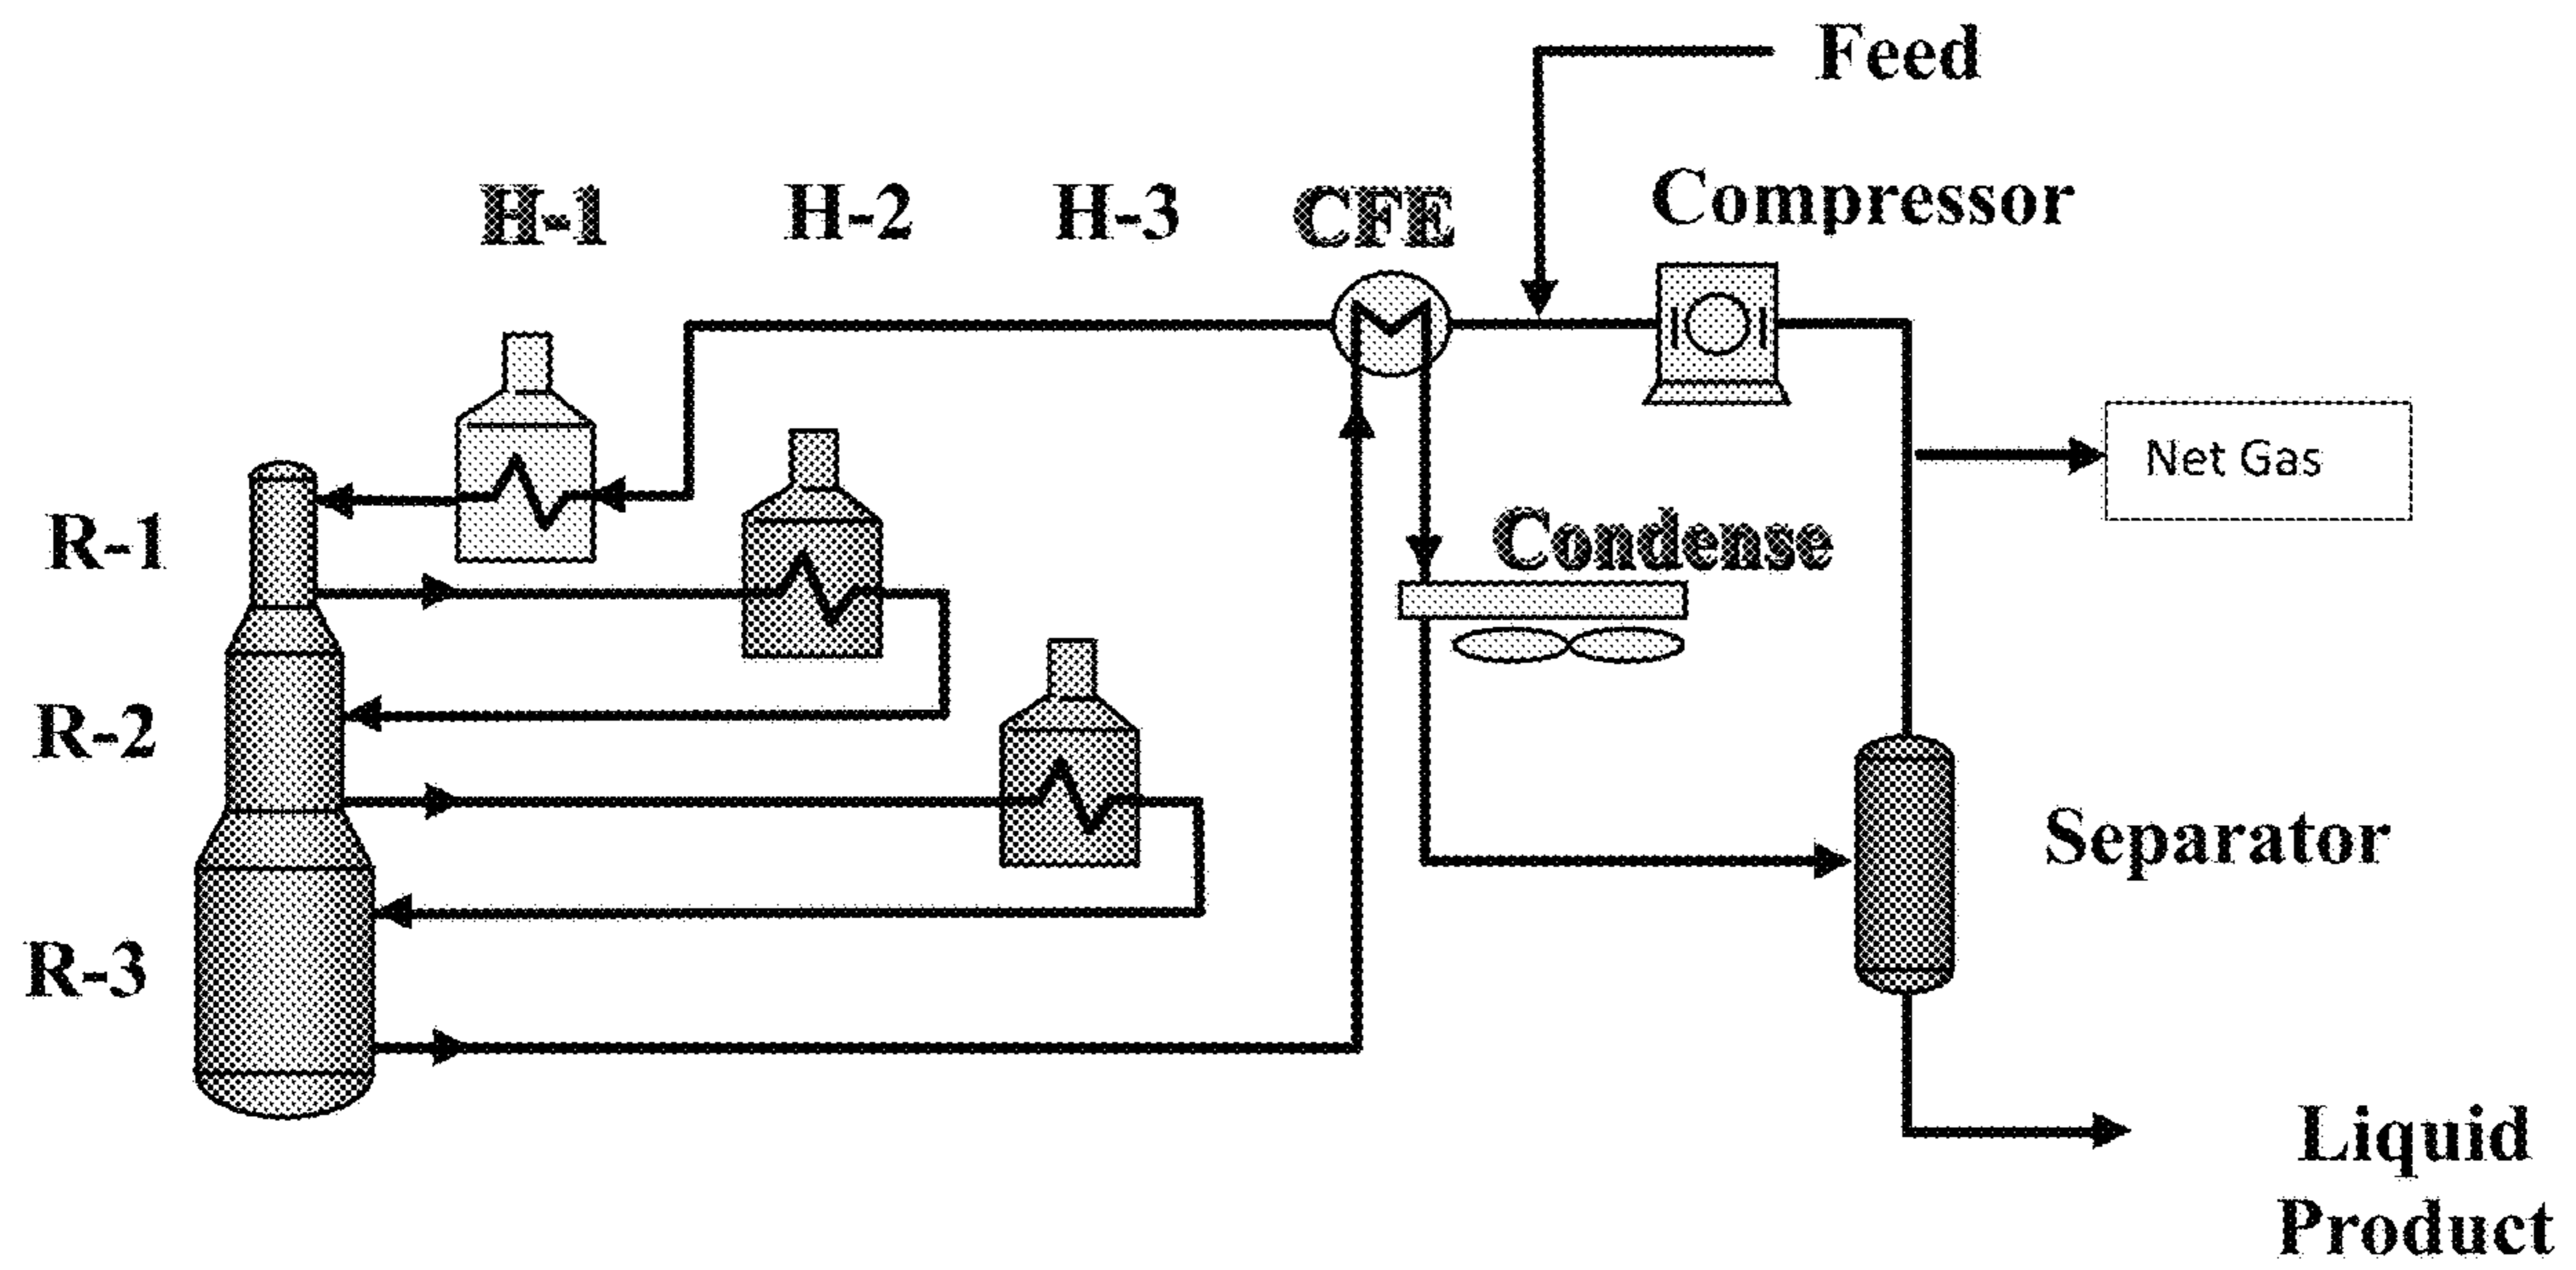 Feed
Compressor
H-1
H-2
H-3
CFE
Net Gas
R-1
Condense
R-2
Separator
R-3
Liquid
Product